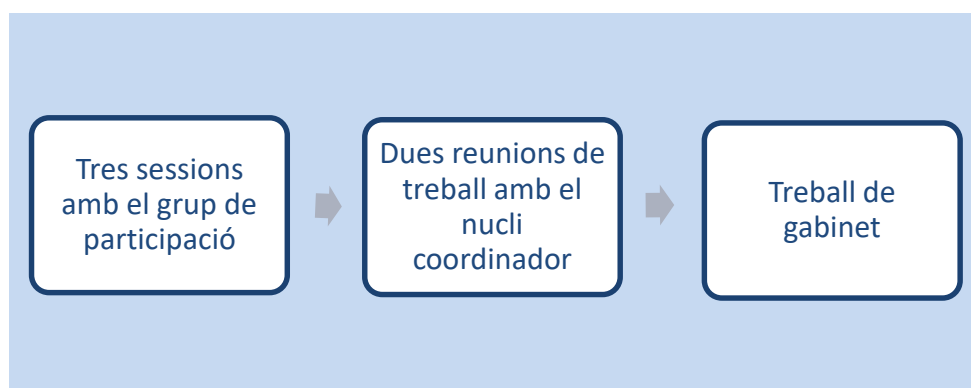 Tres sessions
amb el grup de
participació
Dues reunions de
treball amb el
nucli
coordinador
Treball de
gabinet